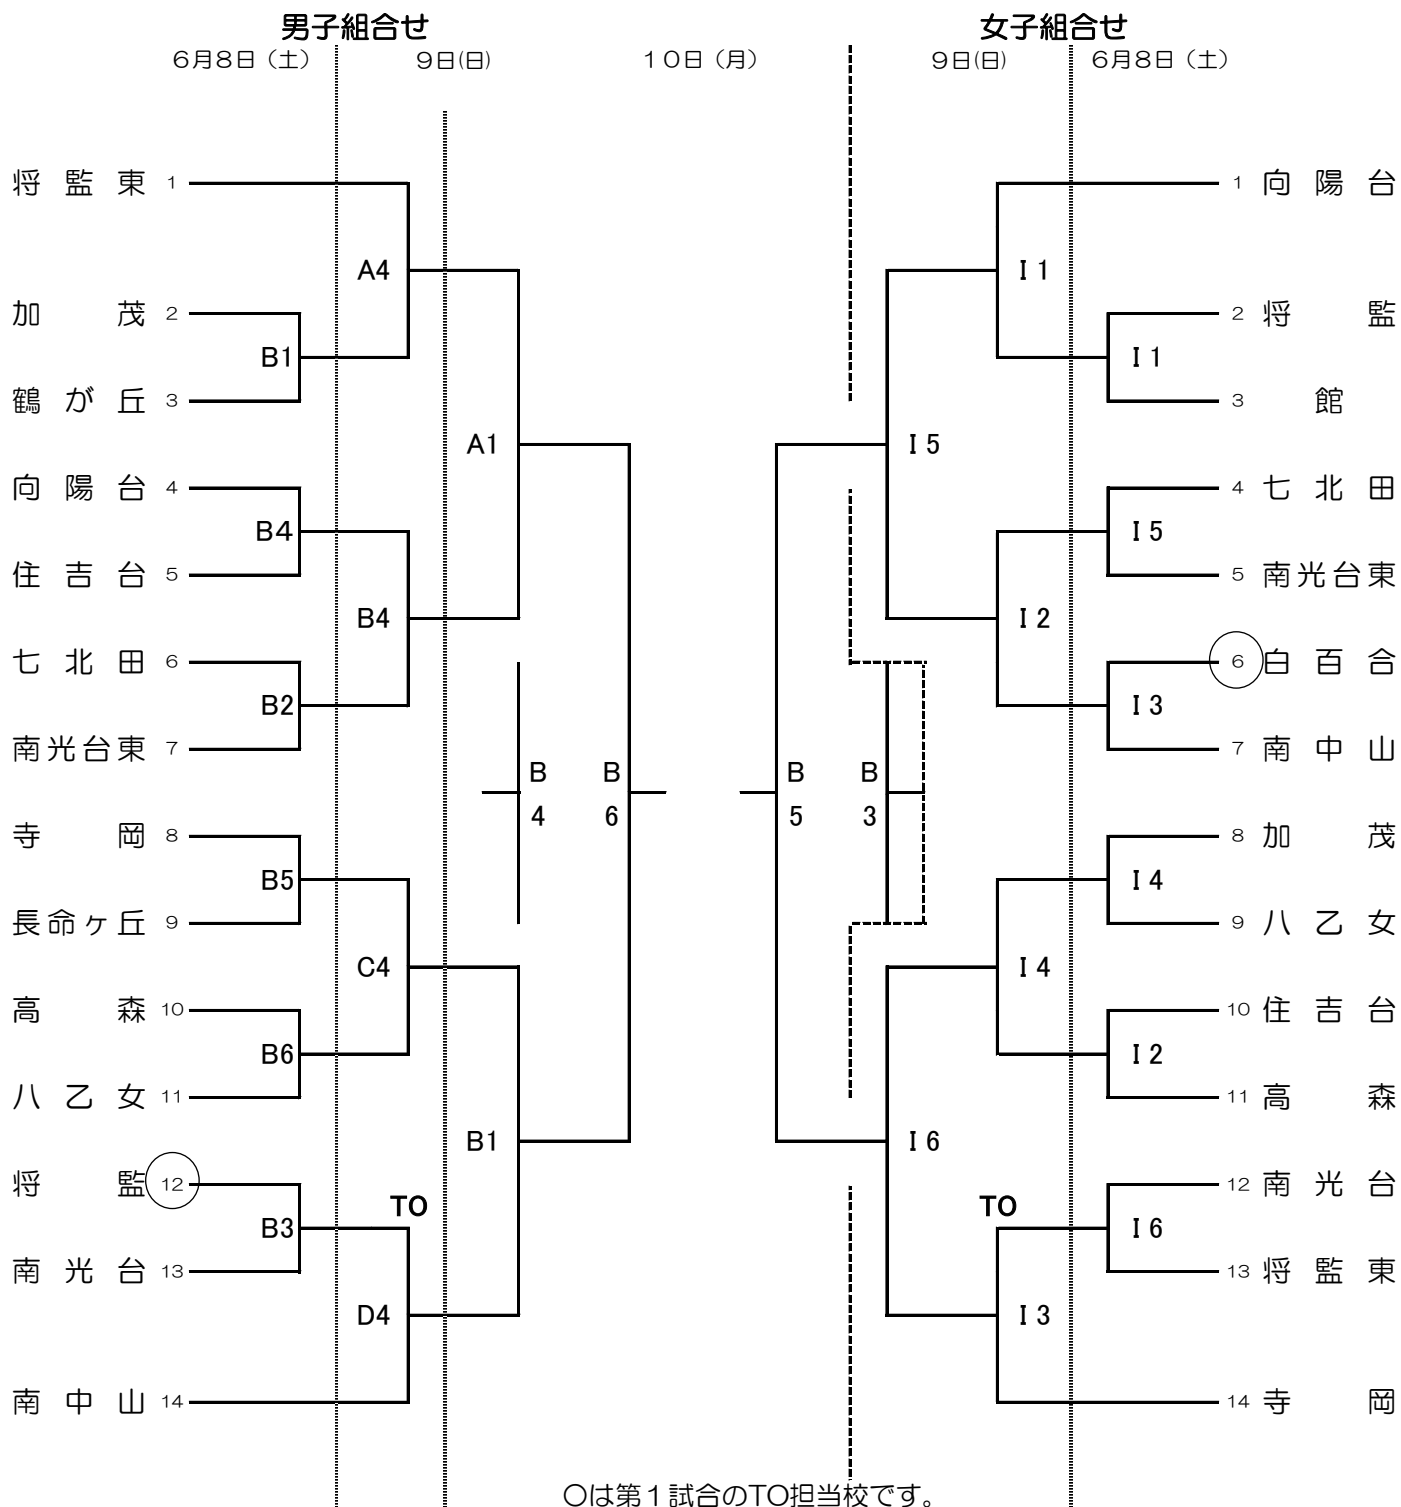 男子組合せ 女子組合せ
6月8日（土） 9日(日) 10日（月） 9日(日) 6月8日（土）
将監東 1 1 向陽台
A4 I 1
加茂 2 2 将監
B1 I 1
鶴が丘 3 3 館
A1 I 5
向陽台 4 4 七北田
B4 I 5
住吉台 5 5 南光台東
B4 I 2
七北田 6 6 白百合
B2 I 3
南光台東 7 7 南中山
B B B B
4 6 5 3
寺岡 8 8 加茂
B5 I 4
長命ヶ丘 9 9 八乙女
C4 I 4
高森 10 10 住吉台
B6 I 2
八乙女 11 11 高森
B1 I 6
将監 12 12 南光台
TO TO
B3 I 6
南光台 13 13 将監東
D4 I 3
南中山 14 14 寺岡
○は第１試合のTO担当校です。